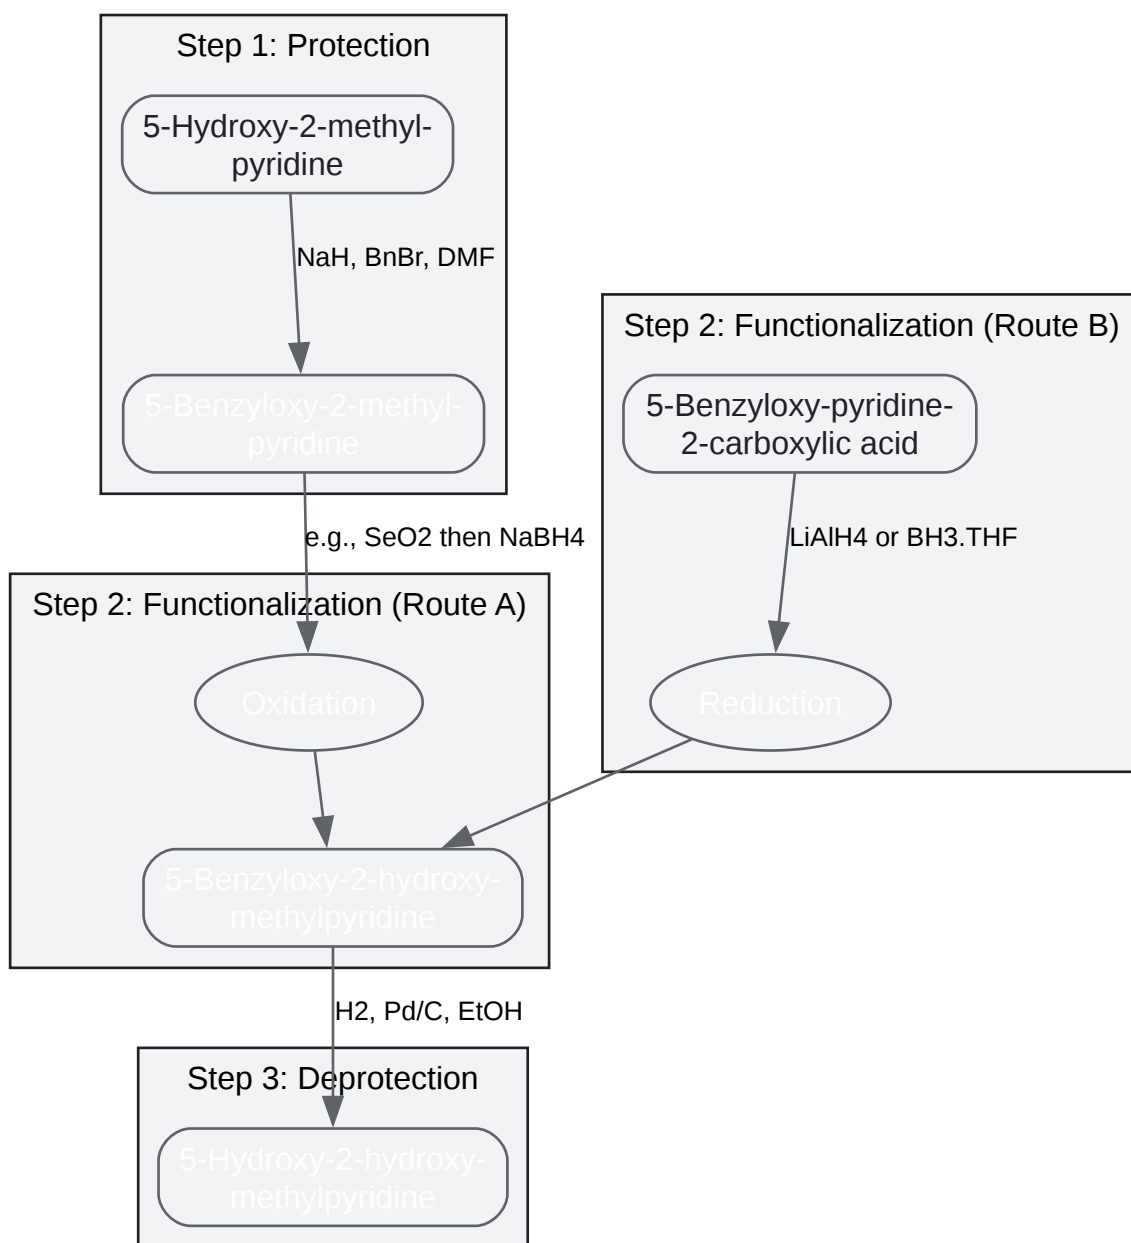 Step 1: Protection
5-Hydroxy-2-methyl-
pyridine
NaH, BnBr, DMF
5-Benzyloxy-2-methyl-
pyridine
Step 2: Functionalization (Route B)
5-Benzyloxy-pyridine-
2-carboxylic acid
e.g., SeO2 then NaBH4
LiAlH4 or BH3.THF
Step 2: Functionalization (Route A)
Oxidation
Reduction
5-Benzyloxy-2-hydroxy-
methylpyridine
H2, Pd/C, EtOH
Step 3: Deprotection
5-Hydroxy-2-hydroxy-
methylpyridine